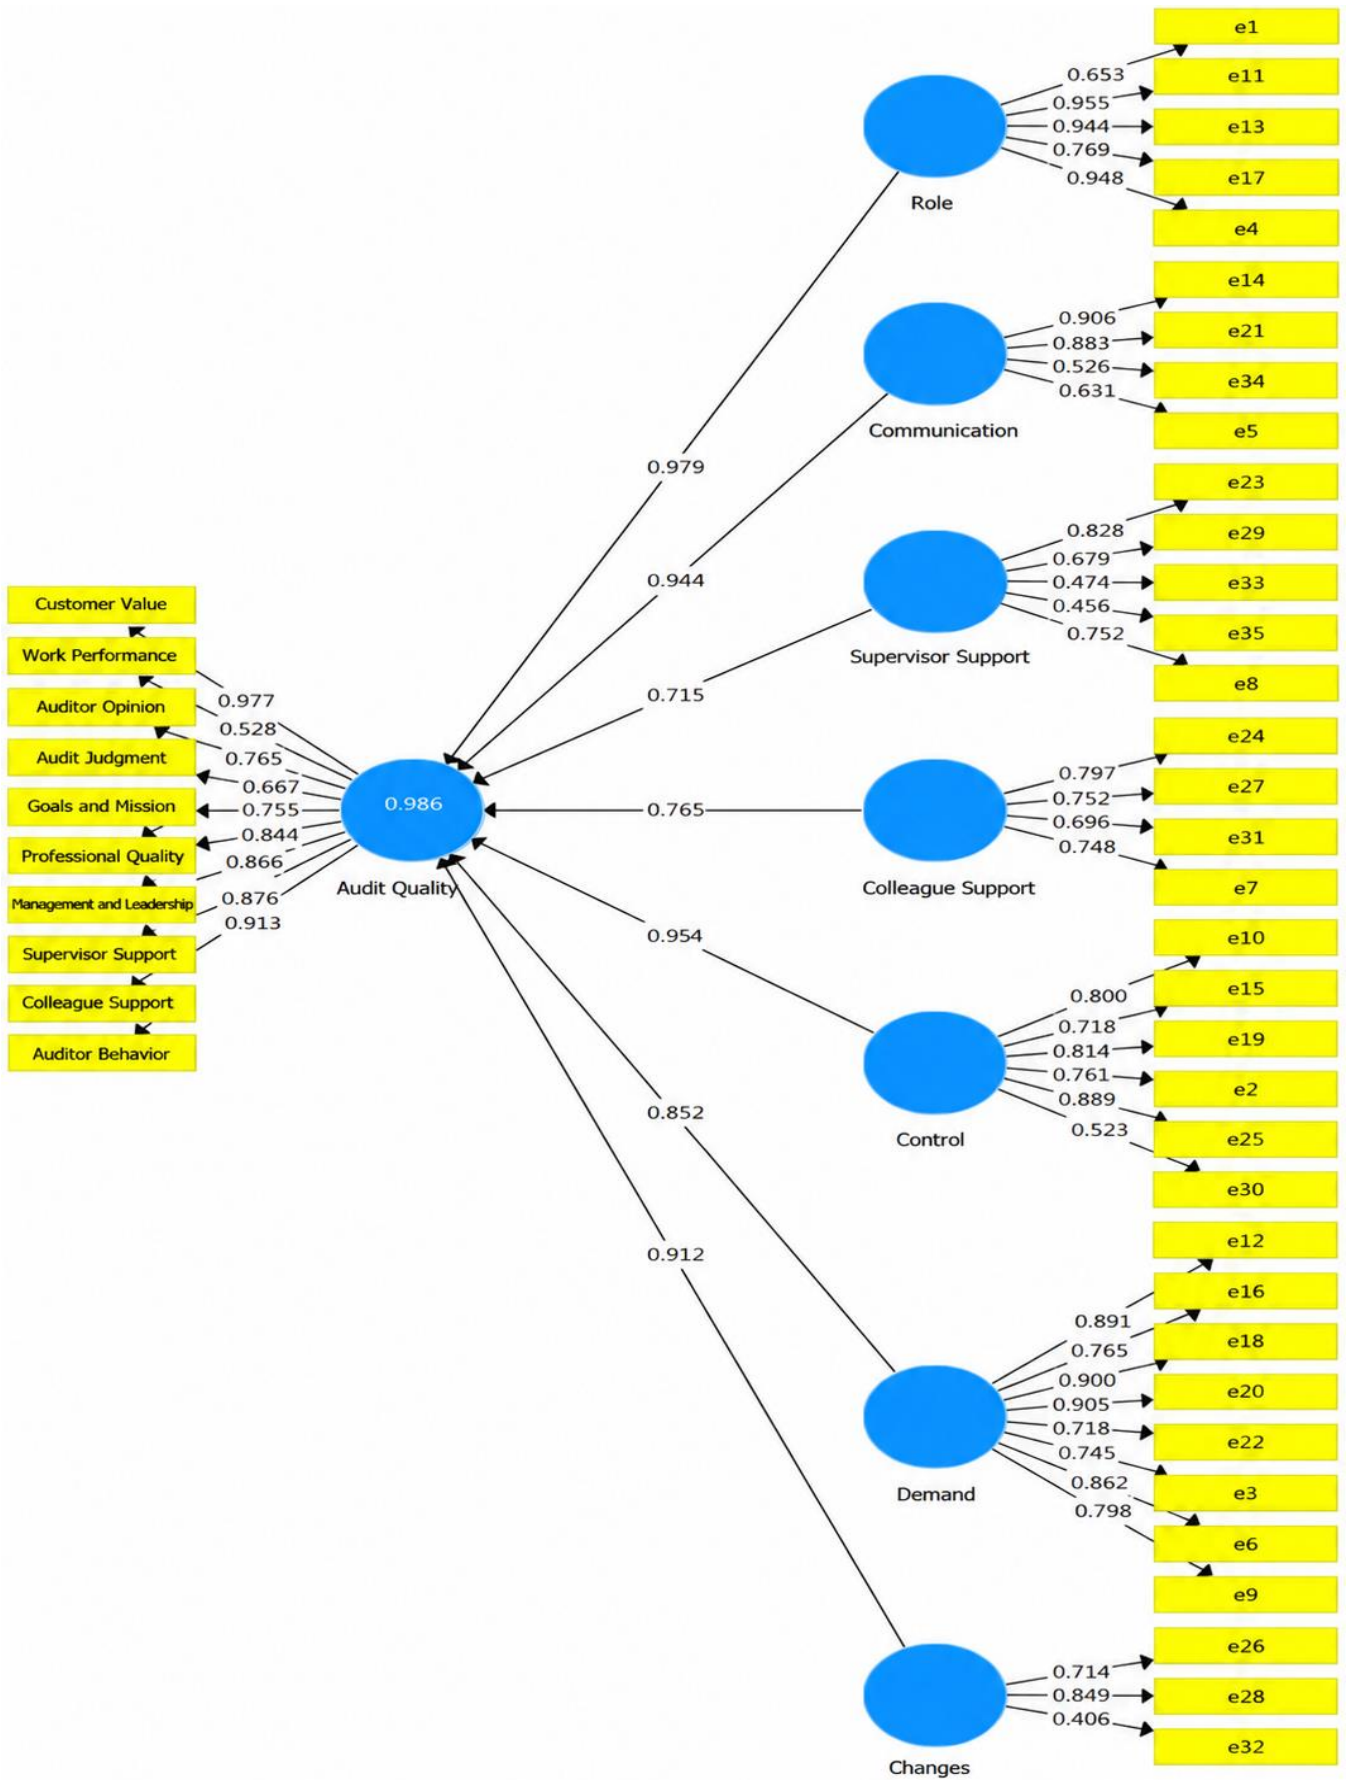 e1
0.653
e11
0.955
0.944
e13
0.769
e17
0.948
Role
e4
e14
0.906
e21
0.883
0.526
e34
0.631
Communication
e5
0.979
e23
0.828
e29
0.679
0.944
0.474
e33
0.456
e35
0.752
Supervisor Support
e8
0.715
e24
0.797
e27
0.752
0.765
0.696
e31
0.748
Colleague Support
e7
Customer Value
Work Performance
0.977
Auditor Opinion
0.528
Audit Judgment
0.765
0.667
Goals and Mission
0.755
0.986
0.844
Professional Quality
0.866
Audit Quality
Management and Leadership
0.876
0.913
Supervisor Support
Colleague Support
Auditor Behavior
0.954
e10
0.800
e15
0.718
0.814
e19
0.761
e2
0.889
0.523
e25
Control
e30
0.852
0.912
e12
e16
0.891
e18
0.765
0.900
e20
0.905
0.718
e22
0.745
0.862
e3
Demand
0.798
e6
e9
e26
0.714
0.849
e28
0.406
e32
Changes